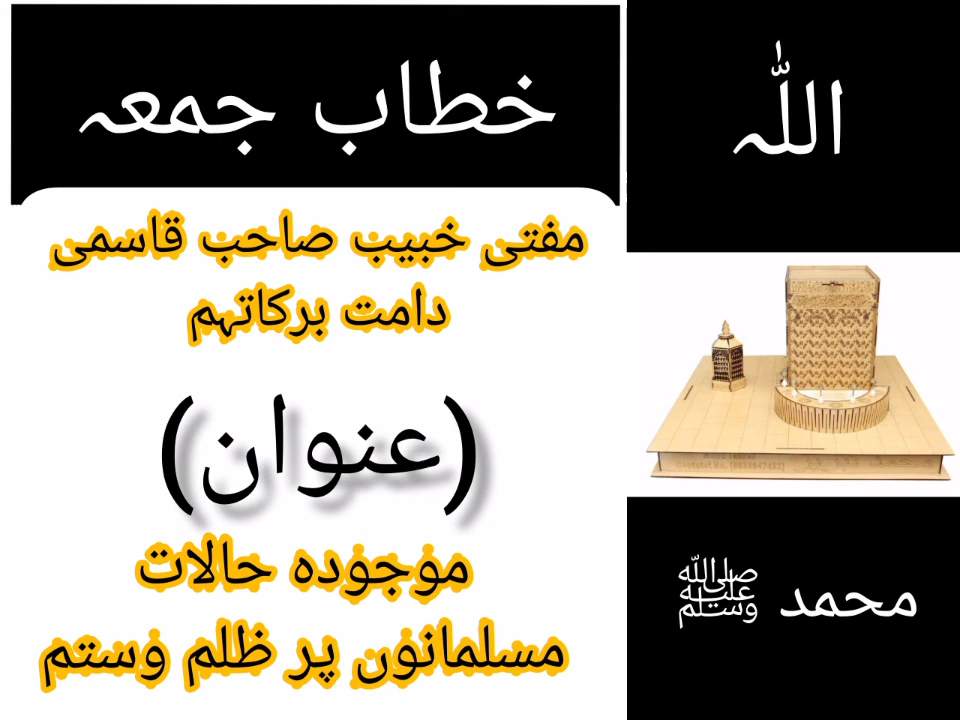 خطاب جمعہ
مفتی خبیب صاحب قاسمی
دامت برکاتہم
(عنوان)
موجودہ حالات
مسلمانوں پر ظلم وستم
اللہ
محمد ﷺ